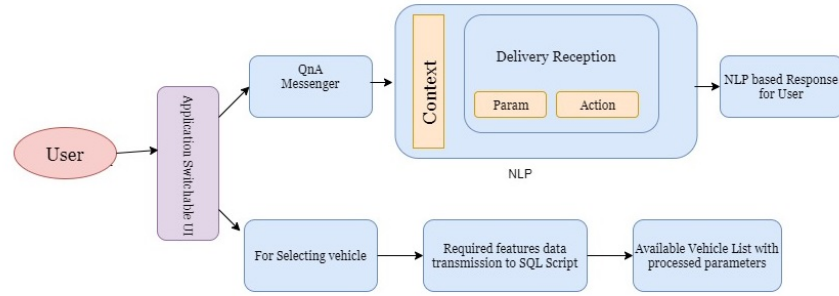 User
Application Switchable UI
QnA
Messenger
Context
Delivery Reception
Param
Action
NLP
NLP based Response
for User
For Selecting vehicle
Required features data
transmission to SQL Script
Available Vehicle List with
processed parameters